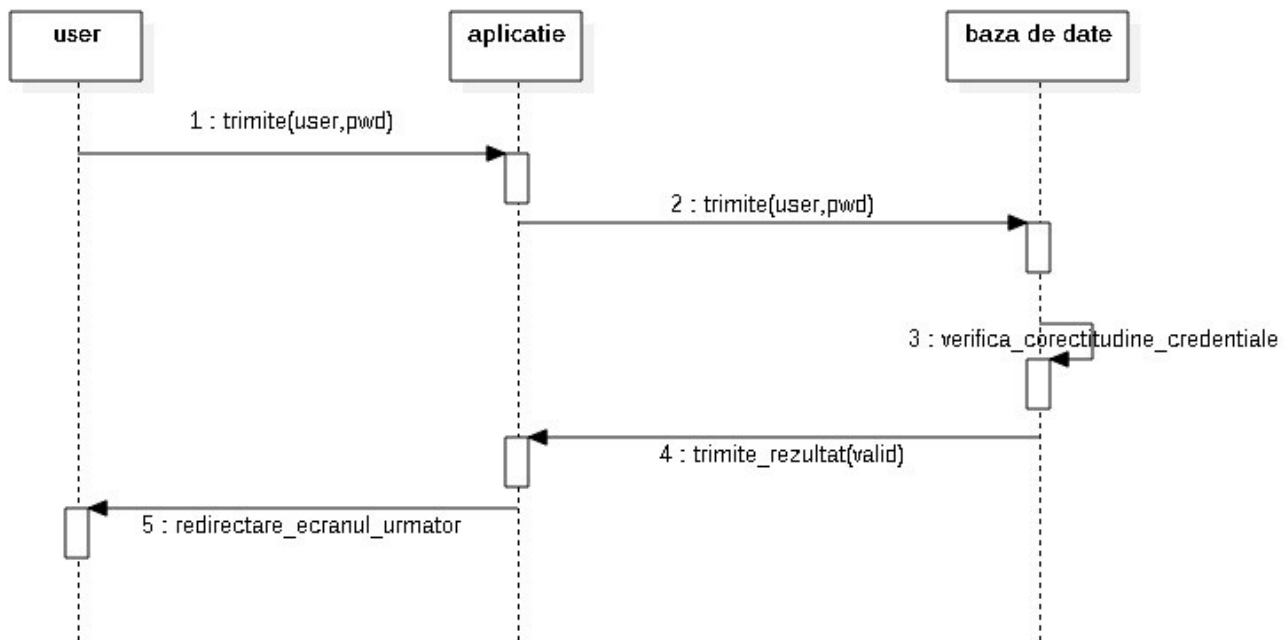 user
aplicatie
baza de date
1 : trimite(user,pwd)
2 : trimite(user,pwd)
3 : verifica_corectitudine_credentiale
4 : trimite_rezultat(valid)
5 : redirectare_ecranul_urmator